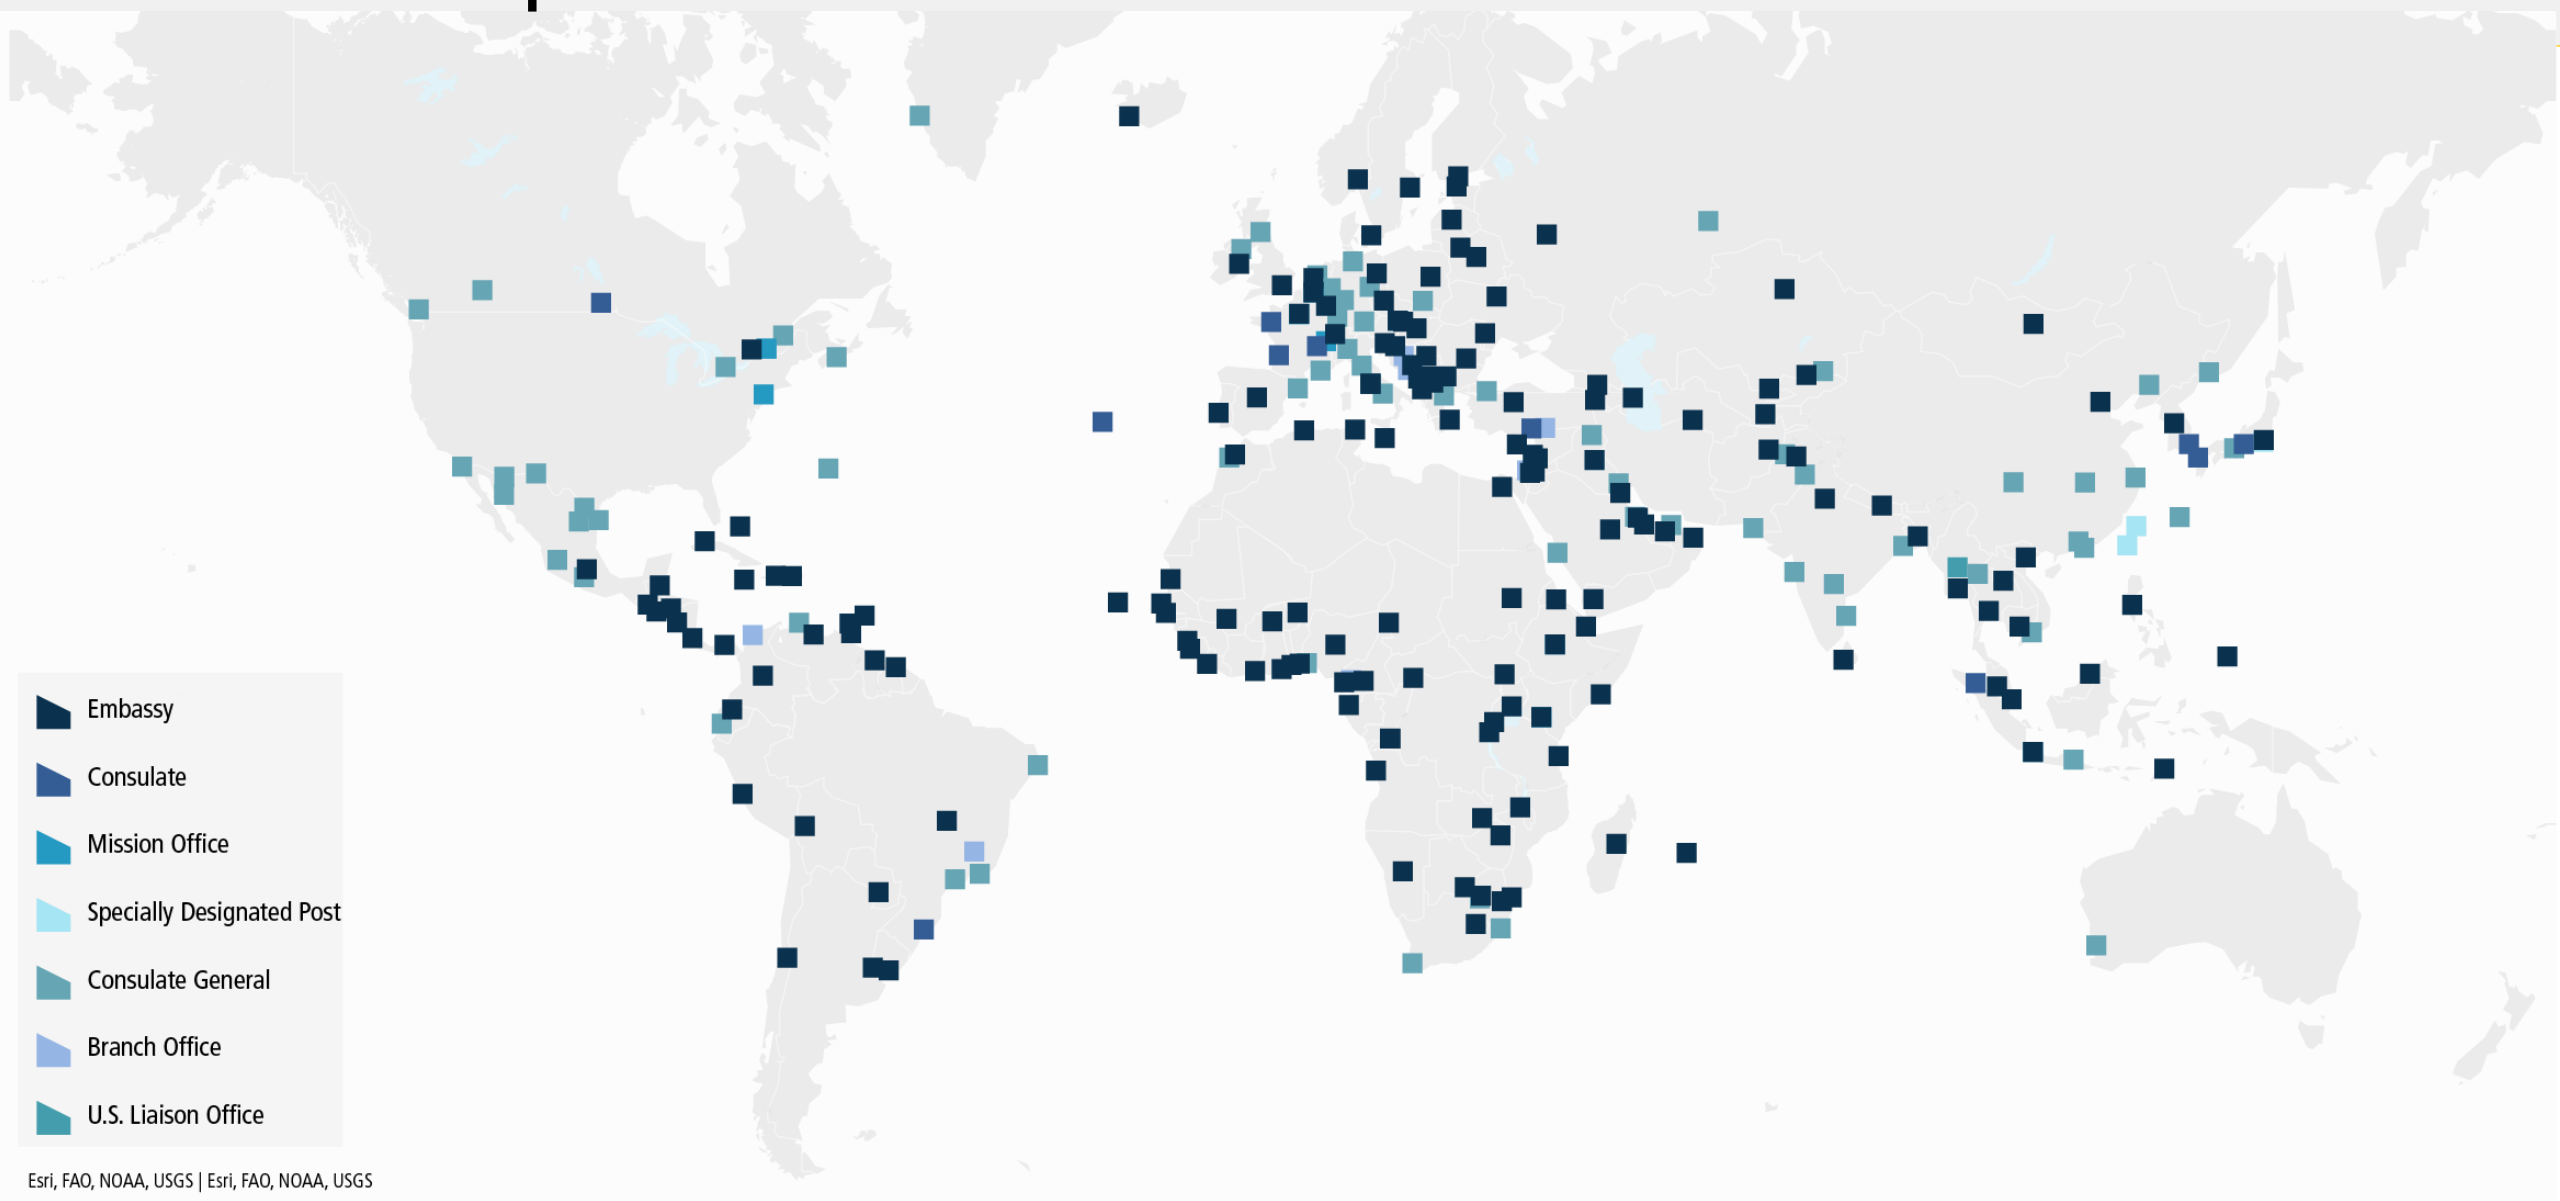 Embassy
Consulate
Mission Office
Specially Designated Post
Consulate General
Branch Office
U.S. Liaison Office
Esri, FAO, NOAA, USGS | Esri, FAO, NOAA, USGS